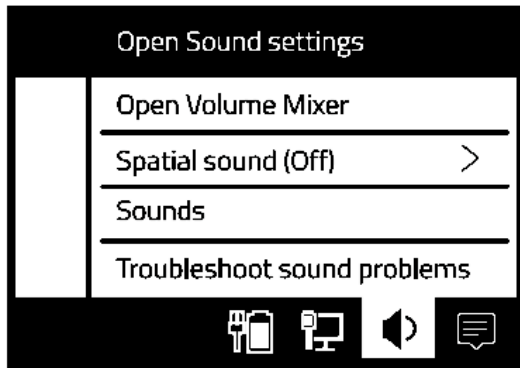 Open Sound settings
Open Volume Mixer
Spatial sound (Off)
Sounds
Troubleshoot sound problems